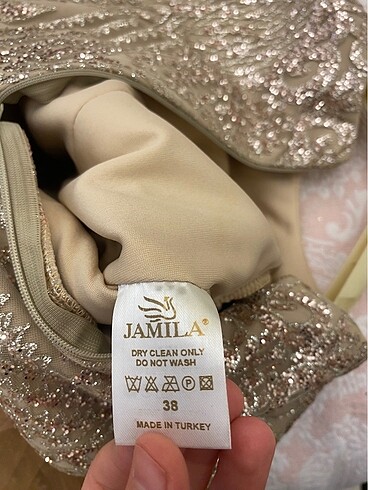 JAMILA®
DRY CLEAN ONLY
DO NOT WASH
P
38
MADE IN TURKEY